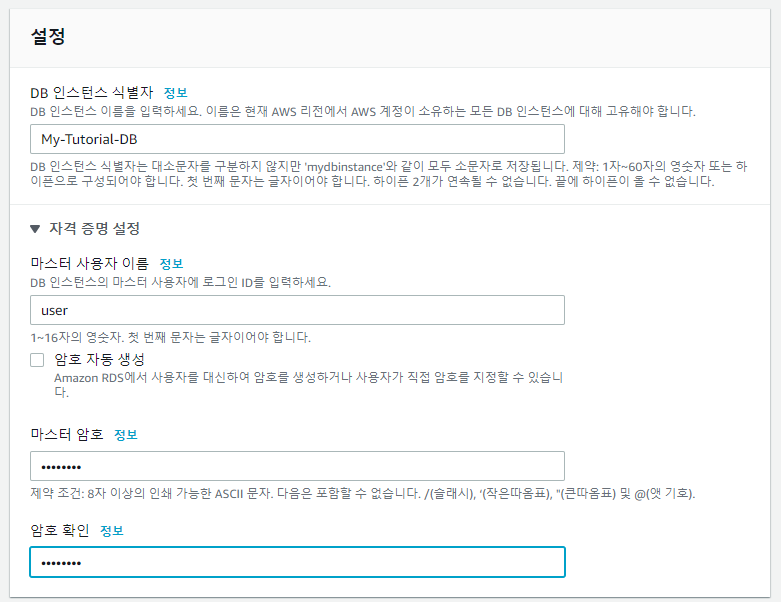 설정
DB 인스턴스 식별자 정보
DB 인스턴스 이름을 입력하세요. 이름은 현재 AWS 리전에서 AWS 계정이 소유하는 모든 DB 인스턴스에 대해 고유해야 합니다.
My-Tutorial-DB
DB 인스턴스 식별자는 대소문자를 구분하지 않지만 'mydbinstance'와 같이 모두 소문자로 저장됩니다. 제약: 1자~60자의 영숫자 또는 하
이픈으로 구성되어야 합니다. 첫 번째 문자는 글자이어야 합니다. 하이픈 2개가 연속될 수 없습니다. 끝에 하이픈이 올 수 없습니다.
▼ 자격 증명 설정
마스터 사용자 이름 정보
DB 인스턴스의 마스터 사용자에 로그인 ID를 입력하세요.
user
1~16자의 영숫자. 첫 번째 문자는 글자이어야 합니다.
암호 자동 생성
Amazon RDS에서 사용자를 대신하여 암호를 생성하거나 사용자가 직접 암호를 지정할 수 있습니
다.
마스터 암호 정보
••••••••
제약 조건: 8자 이상의 인쇄 가능한 ASCII 문자. 다음은 포함할 수 없습니다. /(슬래시), '(작은따옴표), "(큰따옴표) 및 @(앳 기호).
암호 확인 정보
••••••••